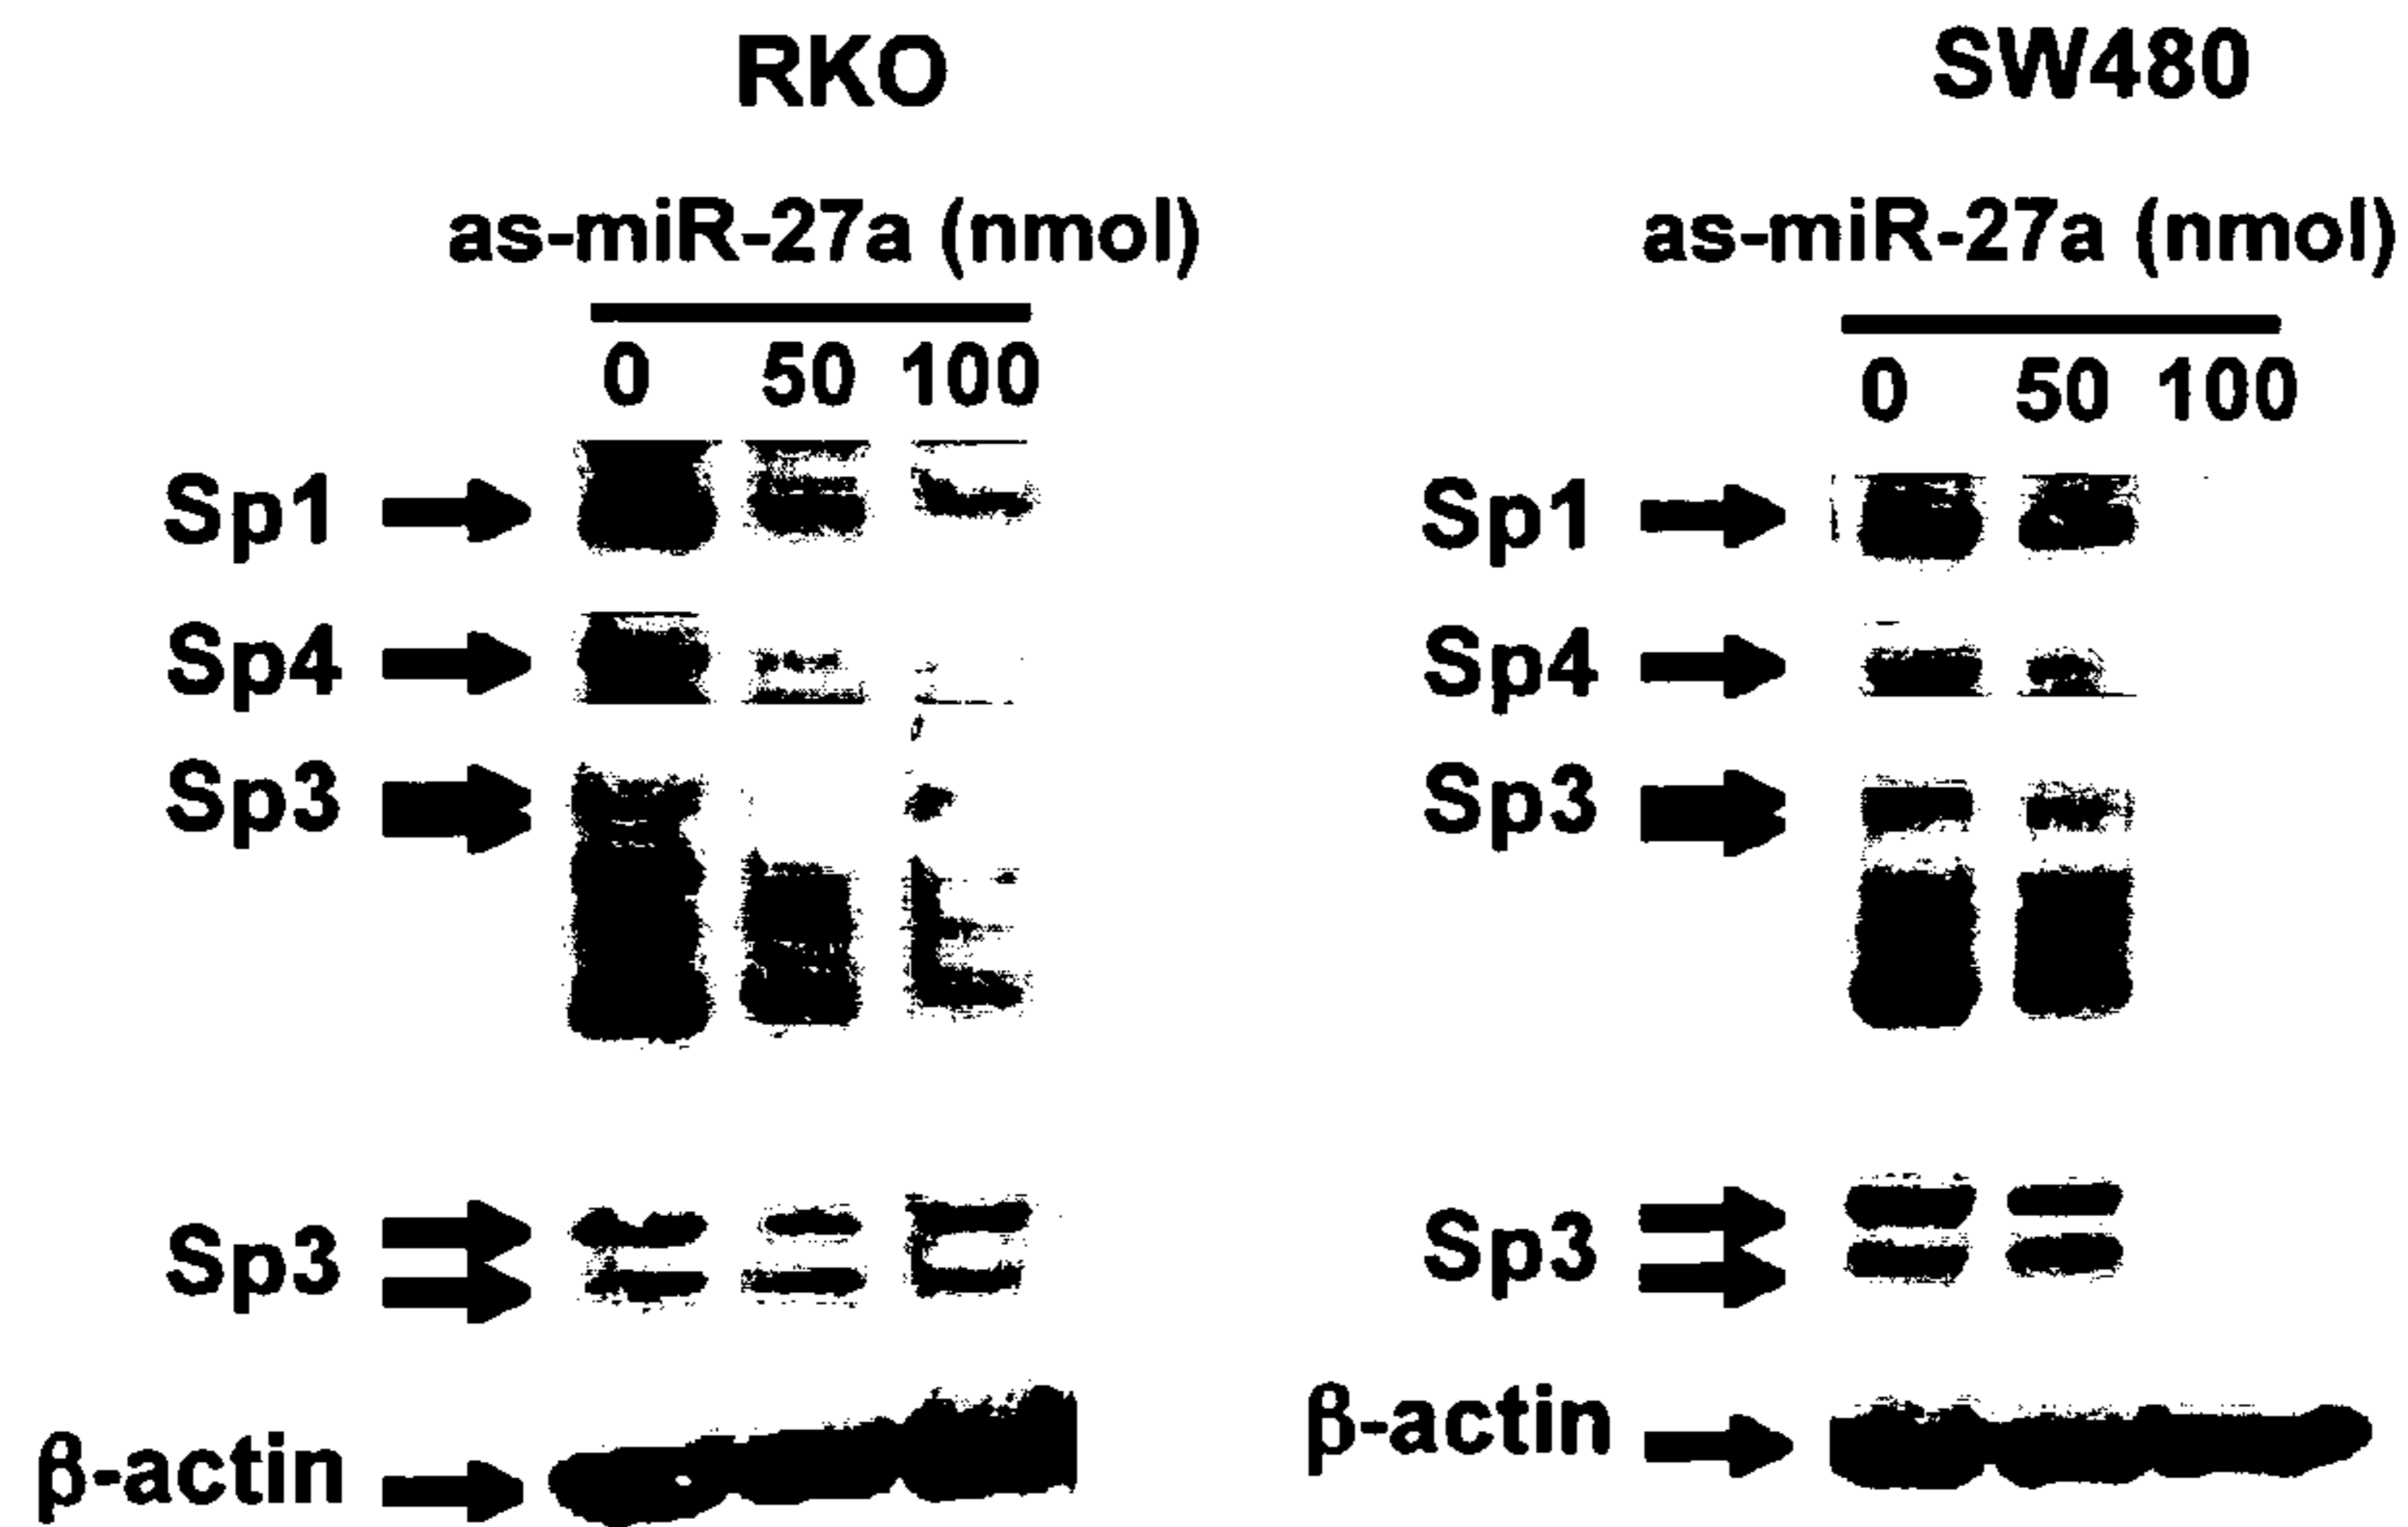 RKO
as-miR-27a (nmol)
0 50 100
Sp1
Sp4
Sp3
Sp3
β-actin
SW480
as-miR-27a (nmol)
0 50 100
Sp1
Sp4
Sp3
Sp3
β-actin